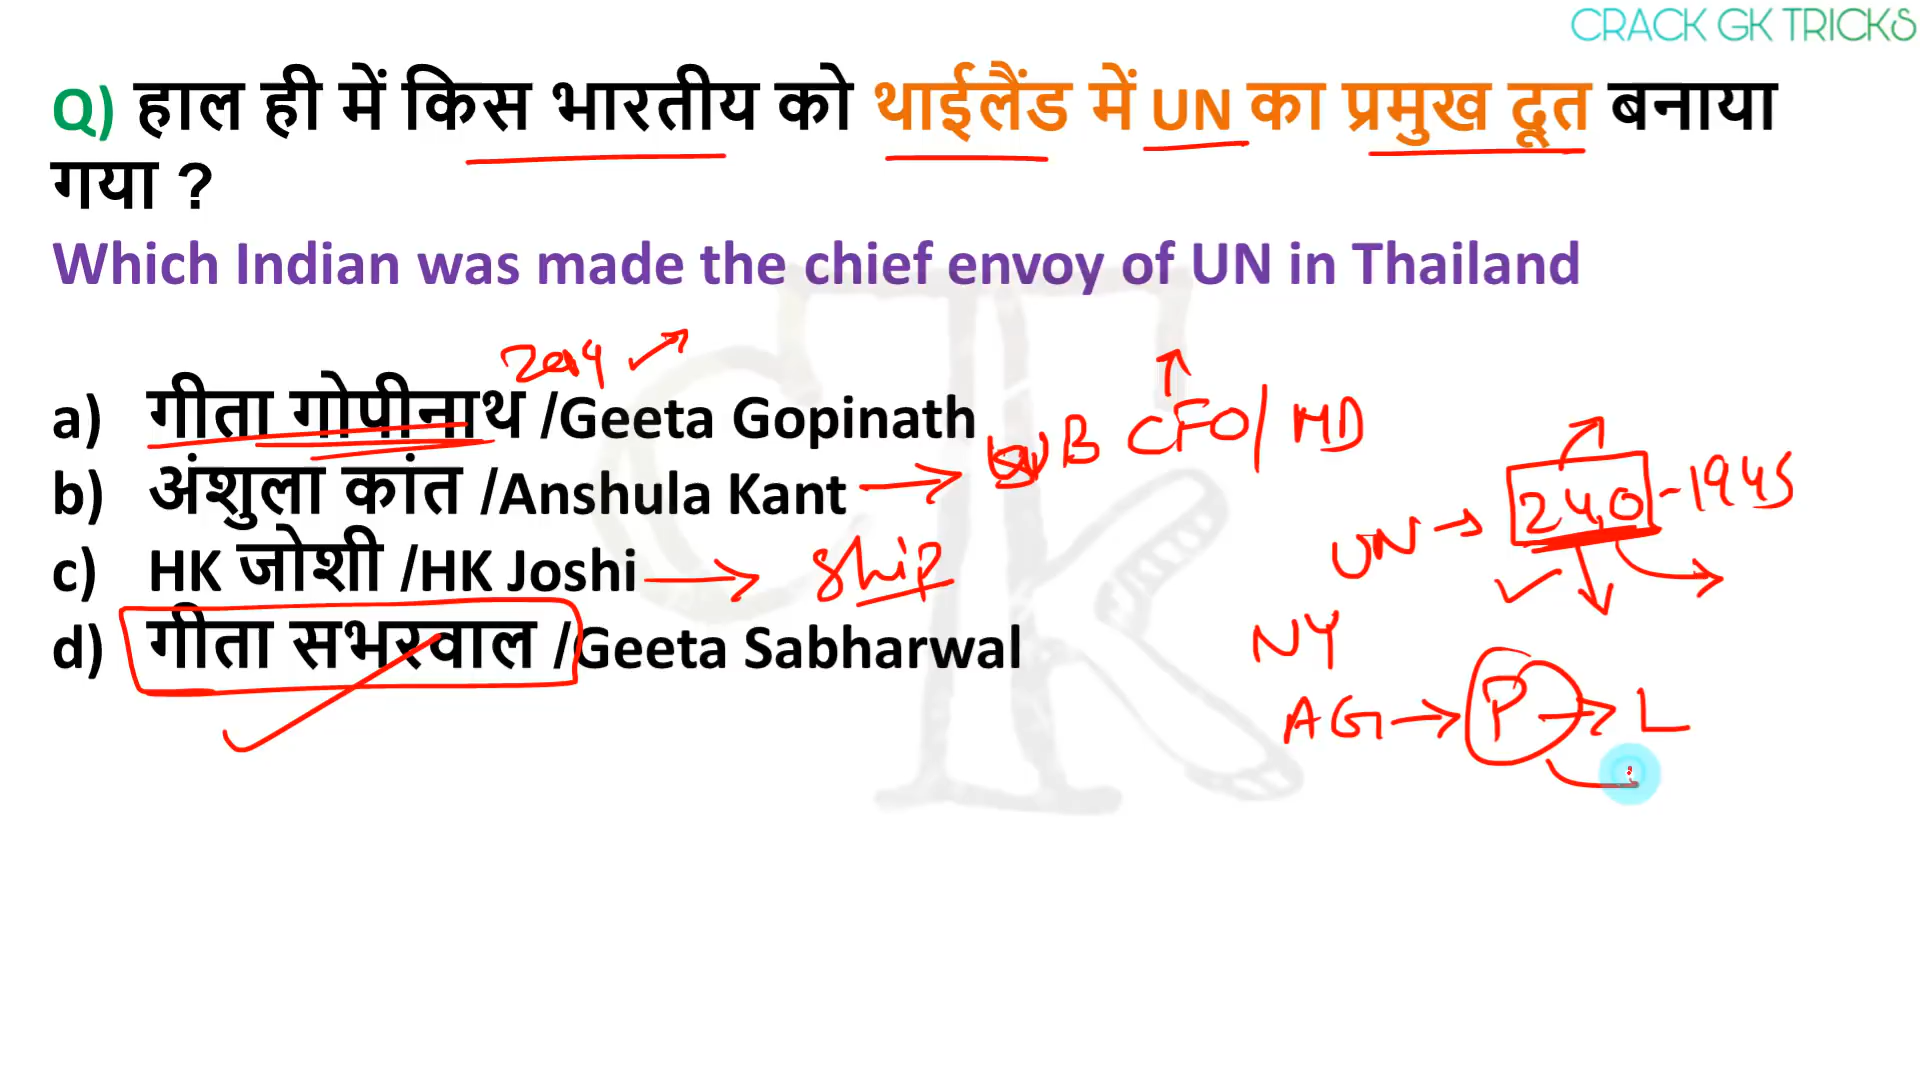 CRACK GK TRICKS
Q) हाल ही में किस भारतीय को थाईलैंड में UN का प्रमुख दूत बनाया
गया ?
Which Indian was made the chief envoy of UN in Thailand
2019
a) गीता गोपीनाथ /Geeta Gopinath
B CFO/ MD
b) अंशुला कांत /Anshula Kant
UN → 24,0 - 1945
c) HK जोशी /HK Joshi
Ship
d) गीता सभरवाल /Geeta Sabharwal
NY
AG → P → L